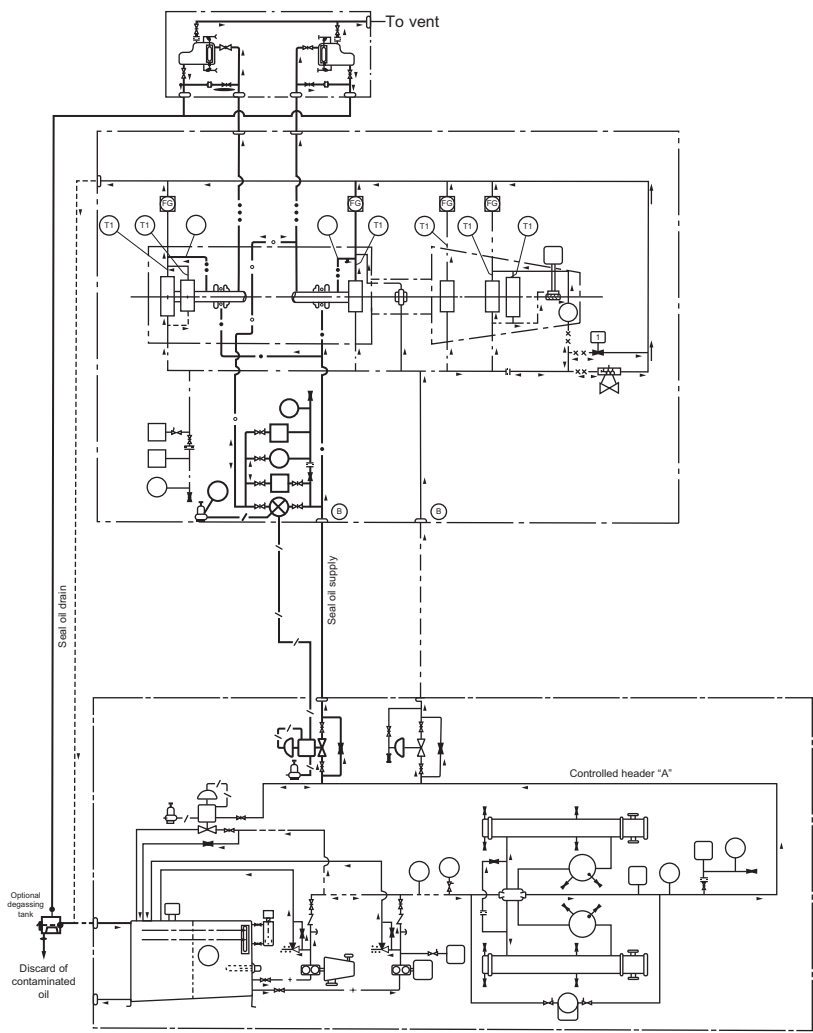 To vent
FG
FG
FG
FG
T1
T1
T1
T1
T1
T1
1
B
B
Seal oil drain
Seal oil supply
Controlled header “A”
Optional
degassing
tank
Discard of
contaminated
oil